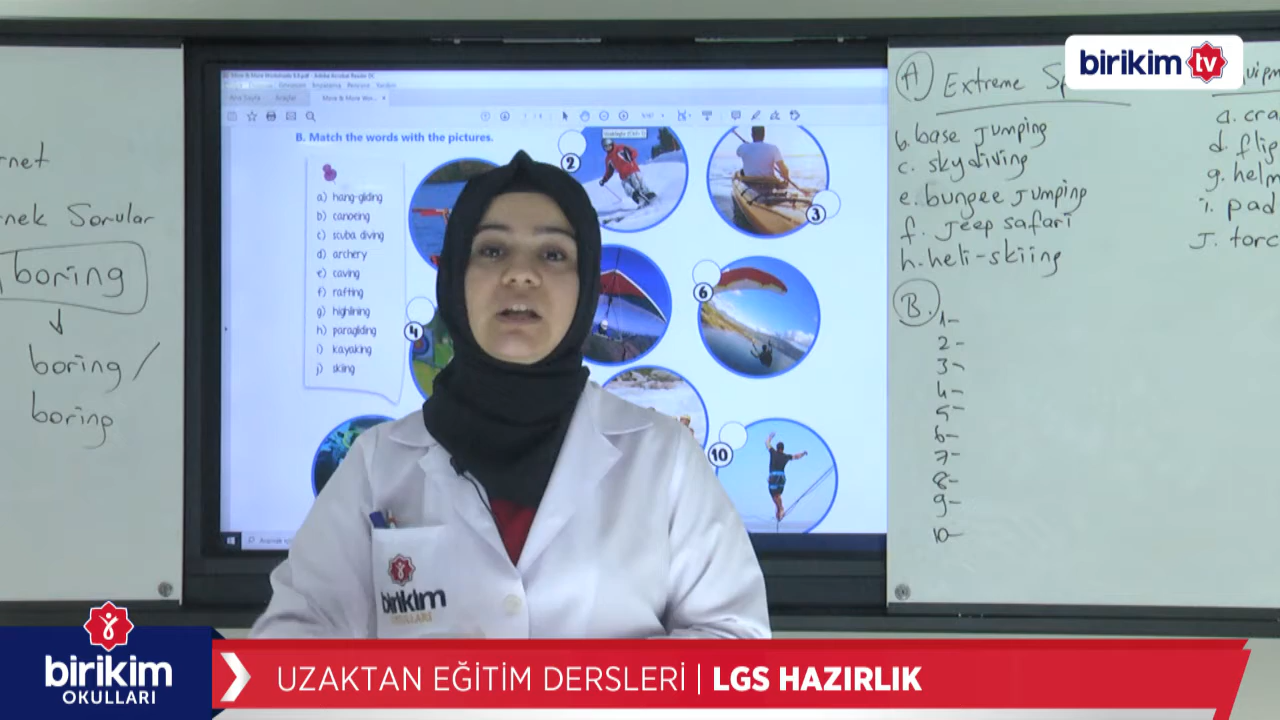 birikim tv
rnet
rnek Sorular
boring
boring /
boring
B. Match the words with the pictures.
a) hang-gliding
b) canoeing
c) scuba diving
d) archery
e) caving
f) rafting
g) highlining
h) paragliding
i) kayaking
j) skiing
2
3
4
6
10
A
Extreme Sp
b. base jumping
c. skydiving
e. bungee jumping
f. jeep safari
h. heli-skiing
quipm
a. cra
d. flip
g. helm
i. pad
j. torc
B.
1-
2-
3-
4-
5-
6-
7-
8-
9-
10-
birikim
OKULLARI
birikim
OKULLARI
UZAKTAN EĞİTİM DERSLERİ | LGS HAZIRLIK